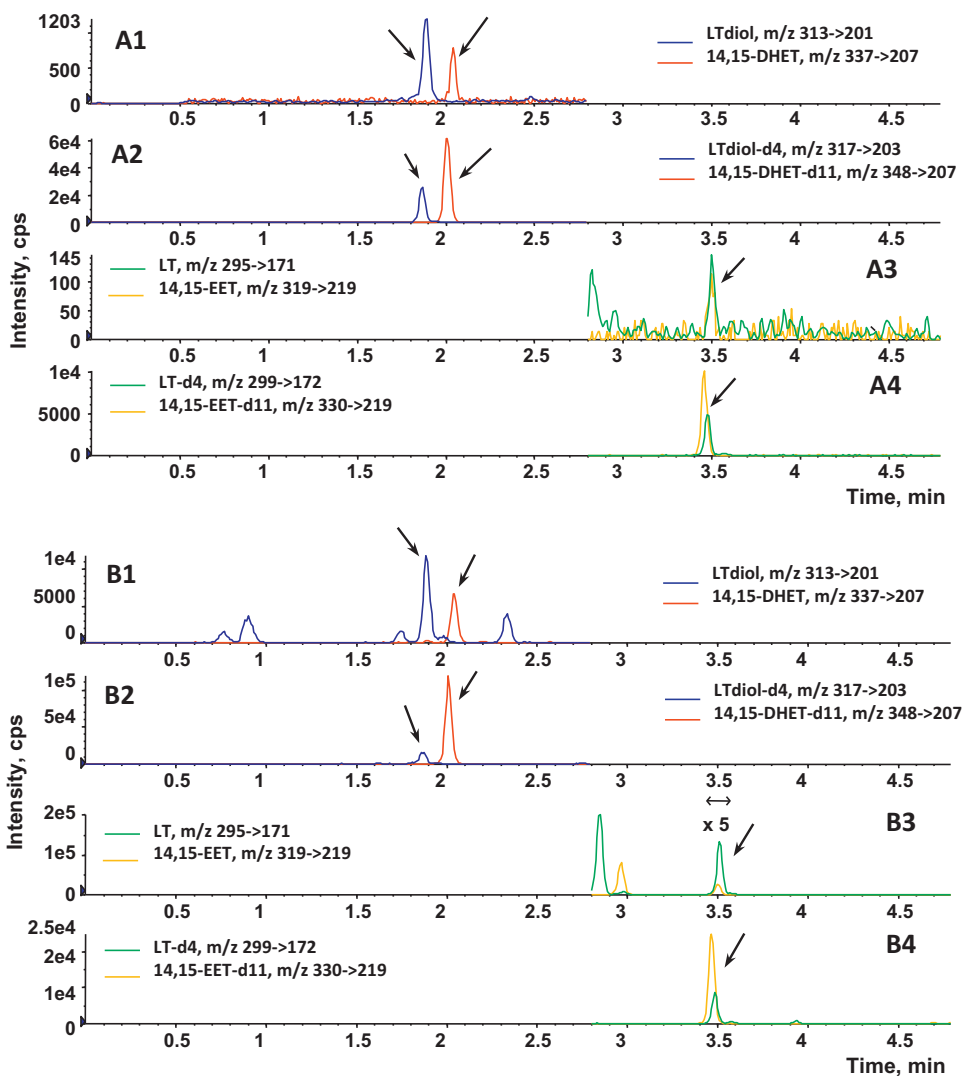 Intensity, cps
A1
1203
500
0
LTdiol, m/z 313->201
14,15-DHET, m/z 337->207
0.5 1 1.5 2 2.5 3 3.5 4 4.5
A2
6e4
4e4
2e4
0
LTdiol-d4, m/z 317->203
14,15-DHET-d11, m/z 348->207
0.5 1 1.5 2 2.5 3 3.5 4 4.5
A3
145
100
50
0
LT, m/z 295->171
14,15-EET, m/z 319->219
0.5 1 1.5 2 2.5 3 3.5 4 4.5
A4
1e4
5000
0
LT-d4, m/z 299->172
14,15-EET-d11, m/z 330->219
0.5 1 1.5 2 2.5 3 3.5 4 4.5
Time, min
Intensity, cps
B1
1e4
5000
0
LTdiol, m/z 313->201
14,15-DHET, m/z 337->207
0.5 1 1.5 2 2.5 3 3.5 4 4.5
B2
1e5
5e4
0
LTdiol-d4, m/z 317->203
14,15-DHET-d11, m/z 348->207
0.5 1 1.5 2 2.5 3 3.5 4 4.5
B3
2e5
1e5
0
LT, m/z 295->171
14,15-EET, m/z 319->219
x 5
0.5 1 1.5 2 2.5 3 3.5 4 4.5
B4
2.5e4
1e4
0
LT-d4, m/z 299->172
14,15-EET-d11, m/z 330->219
0.5 1 1.5 2 2.5 3 3.5 4 4.5
Time, min